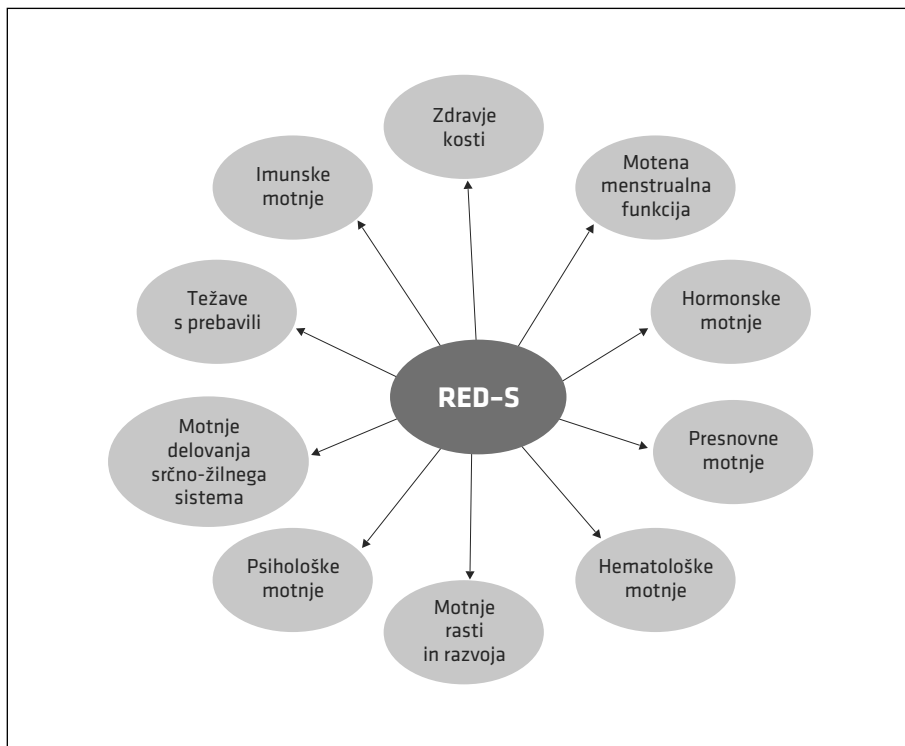 Zdravje
kosti
Motena
menstrualna
funkcija
Hormonske
motnje
Presnovne
motnje
Hematološke
motnje
Motnje
rasti
in razvoja
Psihološke
motnje
Motnje
delovanja
srčno-žilnega
sistema
Težave
s prebavili
Imunske
motnje
RED–S